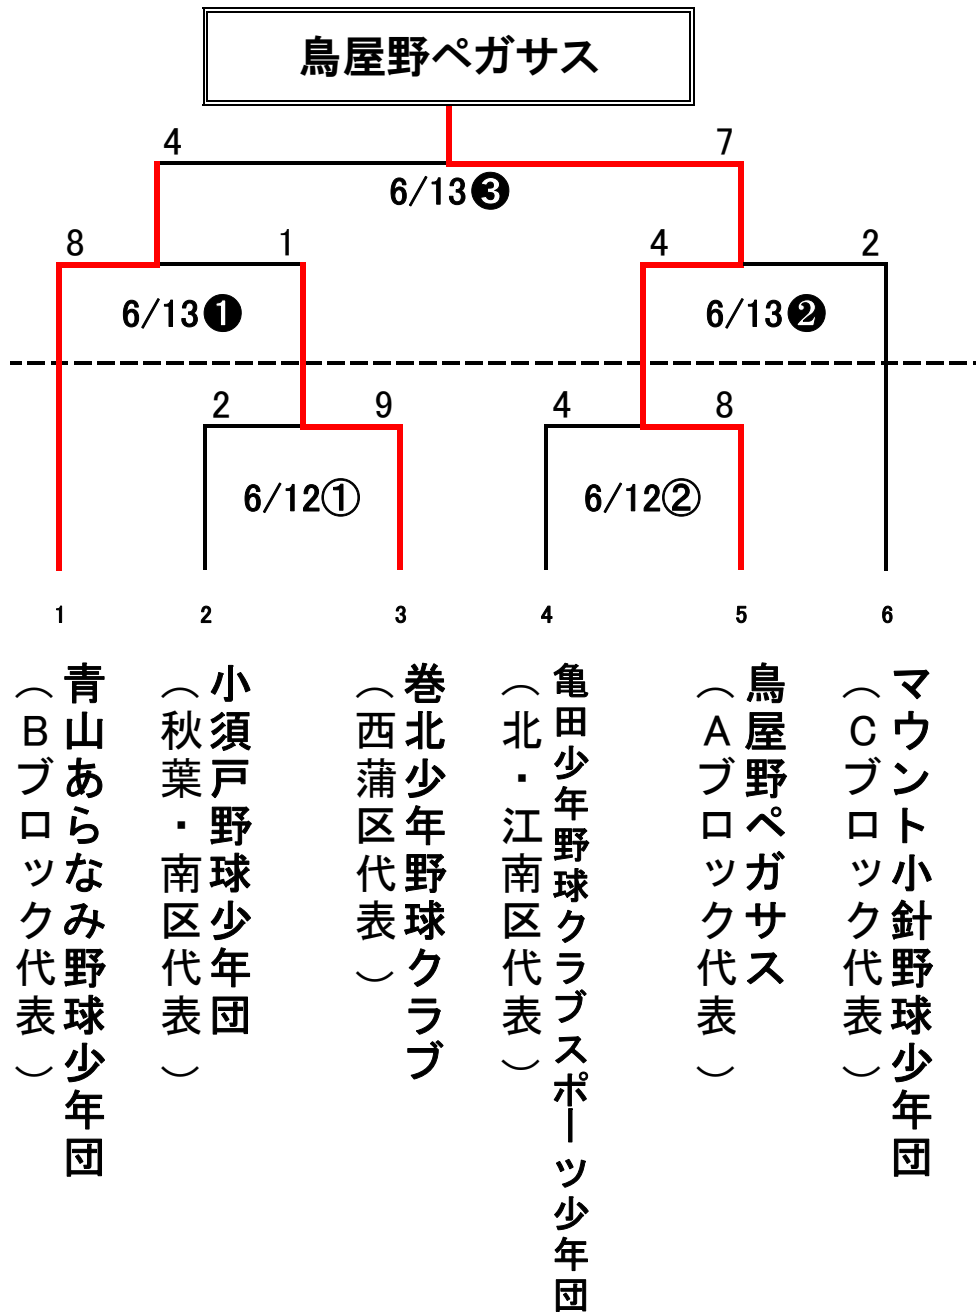 鳥屋野ペガサス
4
7
6/13❸
8
1
4
2
6/13❶
6/13❷
2
9
4
8
6/12①
6/12②
1
2
3
4
5
6
青山あらなみ野球少年団
（Bブロック代表）
小須戸野球少年団
（秋葉・南区代表）
巻北少年野球クラブ
（西蒲区代表）
亀田少年野球クラブスポーツ少年団
（北・江南区代表）
鳥屋野ペガサス
（Aブロック代表）
マウント小針野球少年団
（Cブロック代表）